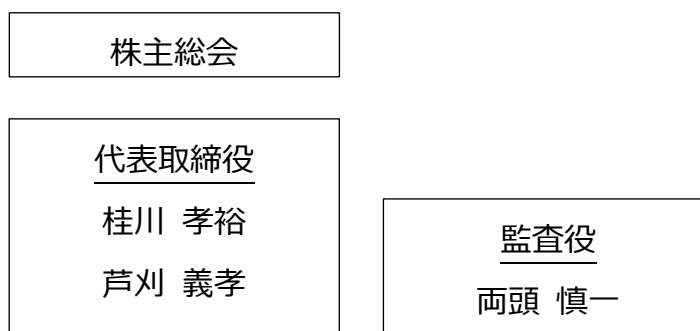 株主総会
代表取締役
桂川 孝裕
芦刈 義孝
監査役
両頭 慎一